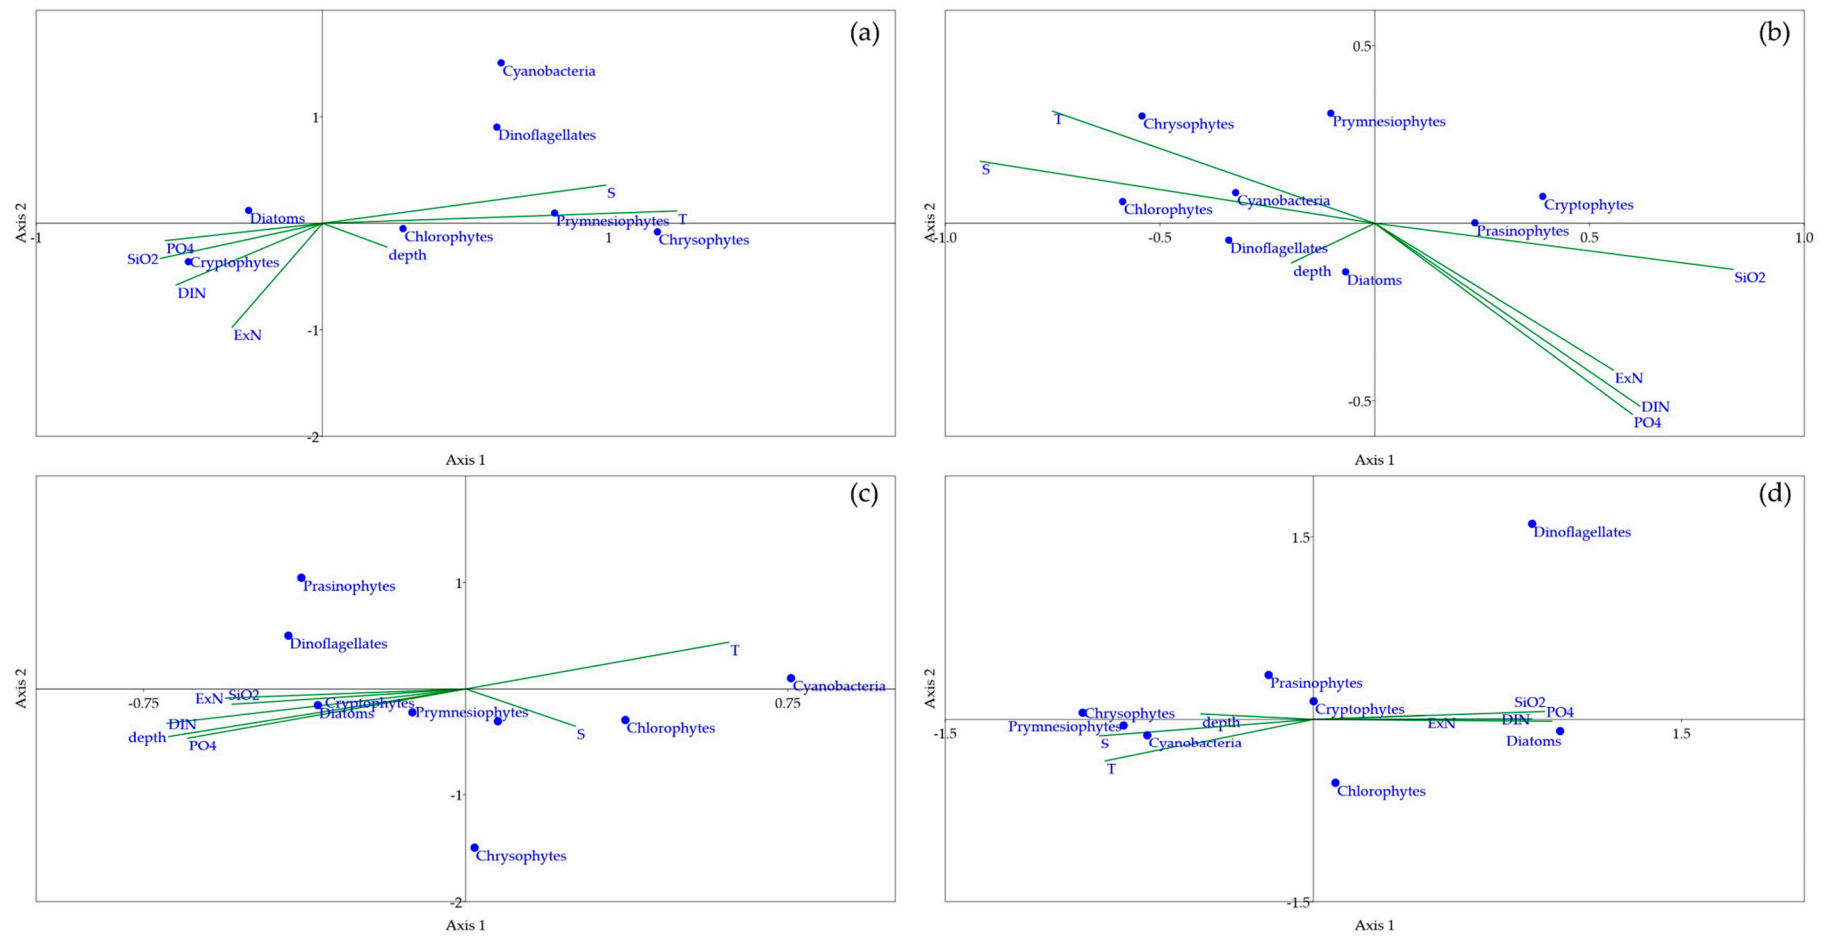 (a)
Cyanobacteria
1
Dinoflagellates
S
Diatoms
Prymnesiophytes
T
Axis 2
-1
1
Chlorophytes
Chrysophytes
PO4
depth
SiO2
Cryptophytes
DIN
-1
ExN
-2
Axis 1
(b)
0.5
T
Chrysophytes
Prymnesiophytes
S
Cyanobacteria
Chlorophytes
Cryptophytes
Axis 2
-1.0
-0.5
Prasinophytes
0.5
1.0
Dinoflagellates
depth
Diatoms
SiO2
ExN
-0.5
DIN
PO4
Axis 1
(c)
1
Prasinophytes
Dinoflagellates
T
Axis 2
Cyanobacteria
ExN
SiO2
-0.75
Cryptophytes
0.75
Diatoms
Prymnesiophytes
DIN
Chlorophytes
depth
S
PO4
-1
Chrysophytes
-2
Axis 1
(d)
1.5
Dinoflagellates
Prasinophytes
Axis 2
SiO2
Cryptophytes
Chrysophytes
PO4
depth
DIN
ExN
Prymnesiophytes
-1.5
1.5
S
Cyanobacteria
Diatoms
T
Chlorophytes
-1.5
Axis 1